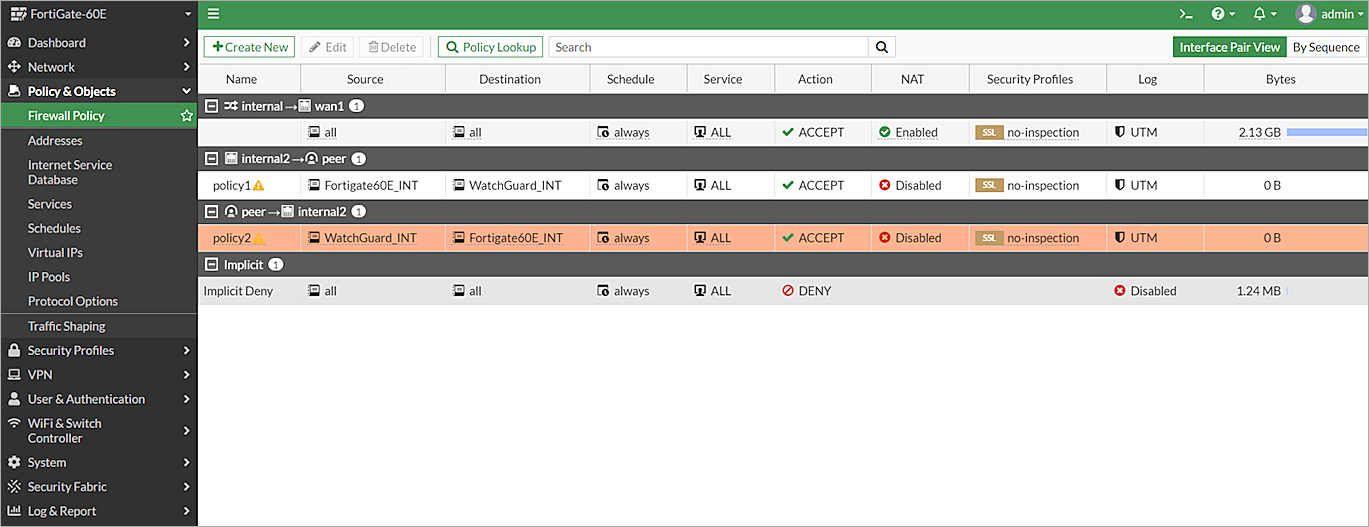 FortiGate-60E
>_
?
admin
Dashboard
Network
Policy & Objects
Firewall Policy
Addresses
Internet Service
Database
Services
Schedules
Virtual IPs
IP Pools
Protocol Options
Traffic Shaping
Security Profiles
VPN
User & Authentication
WiFi & Switch
Controller
System
Security Fabric
Log & Report
+Create New Edit Delete Policy Lookup Search Interface Pair View By Sequence
Name Source Destination Schedule Service Action NAT Security Profiles Log Bytes
internal → wan1 1
all all always ALL ACCEPT Enabled SSL no-inspection UTM 2.13 GB
internal2 → peer 1
policy1 Fortigate60E_INT WatchGuard_INT always ALL ACCEPT Disabled SSL no-inspection UTM 0 B
peer → internal2 1
policy2 WatchGuard_INT Fortigate60E_INT always ALL ACCEPT Disabled SSL no-inspection UTM 0 B
Implicit 1
Implicit Deny all all always ALL DENY Disabled 1.24 MB